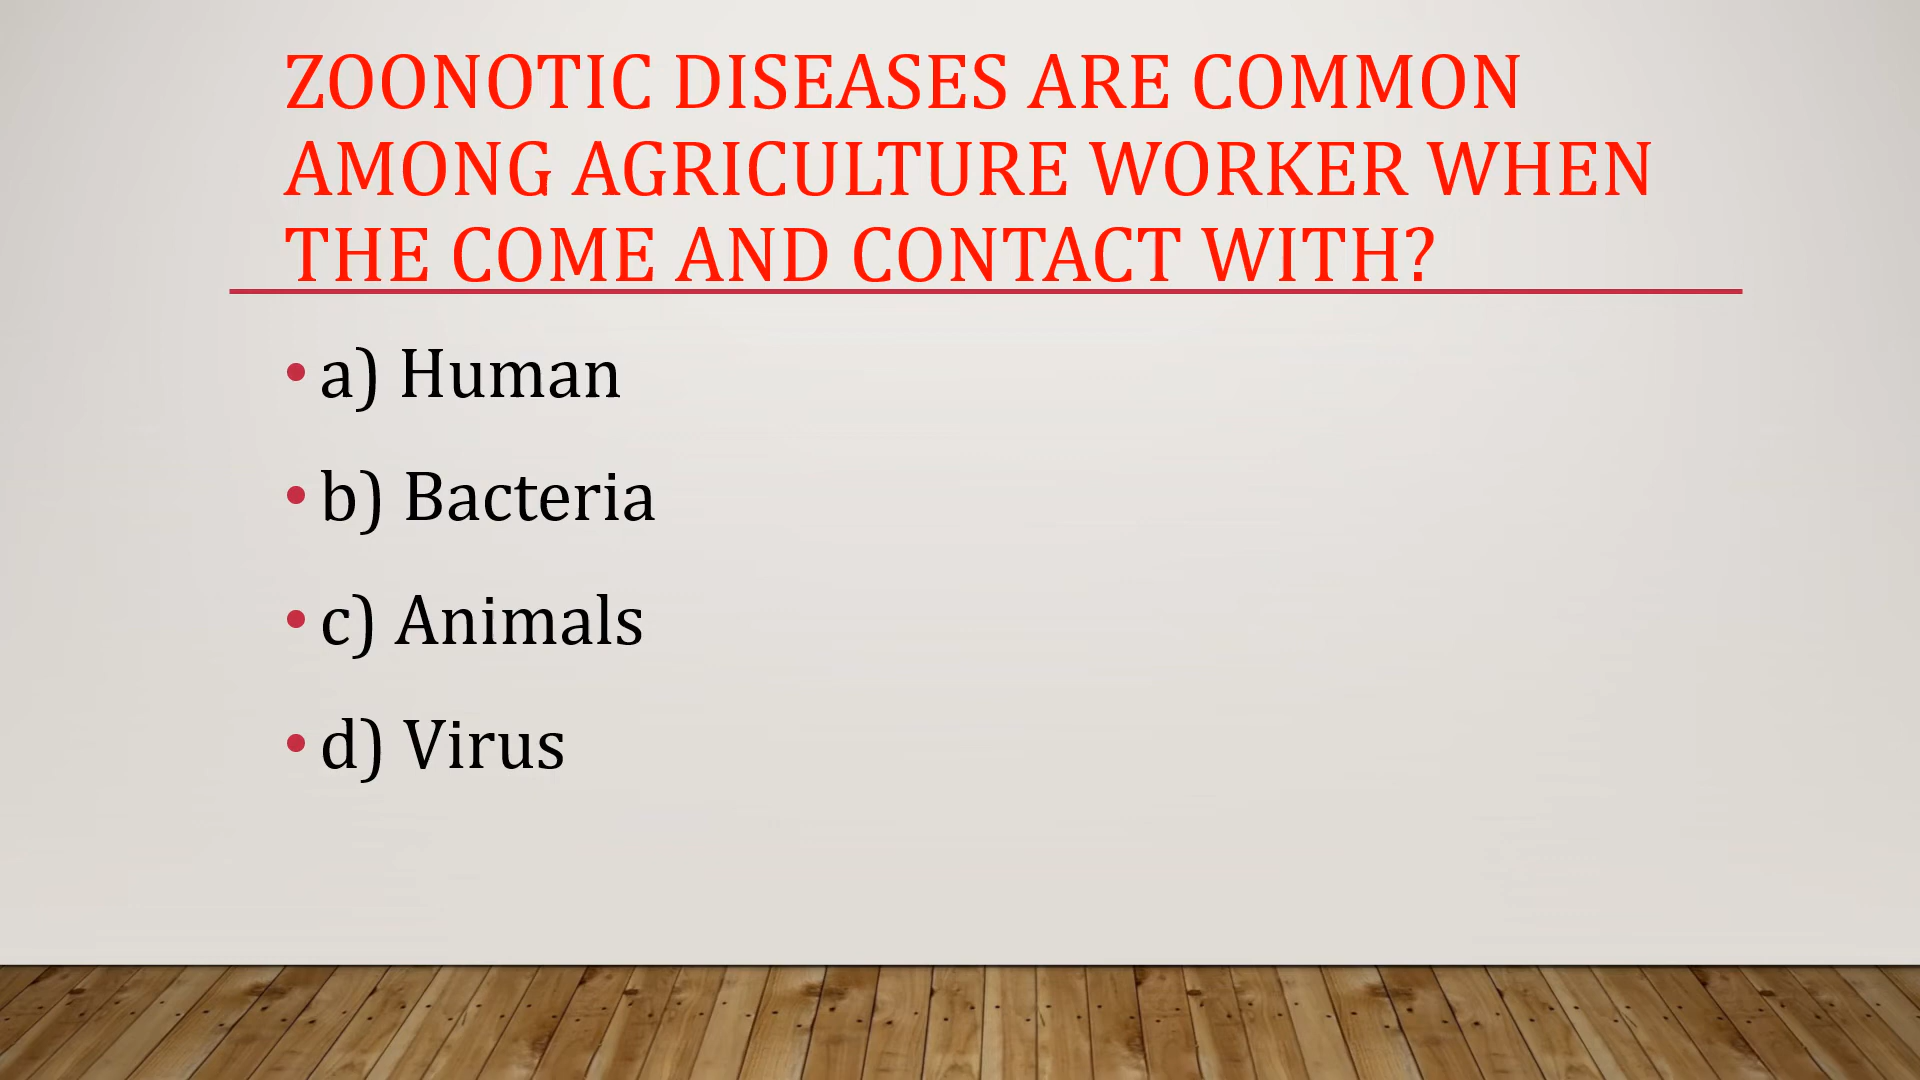 ZOONOTIC DISEASES ARE COMMON
AMONG AGRICULTURE WORKER WHEN
THE COME AND CONTACT WITH?
• a) Human
• b) Bacteria
• c) Animals
• d) Virus